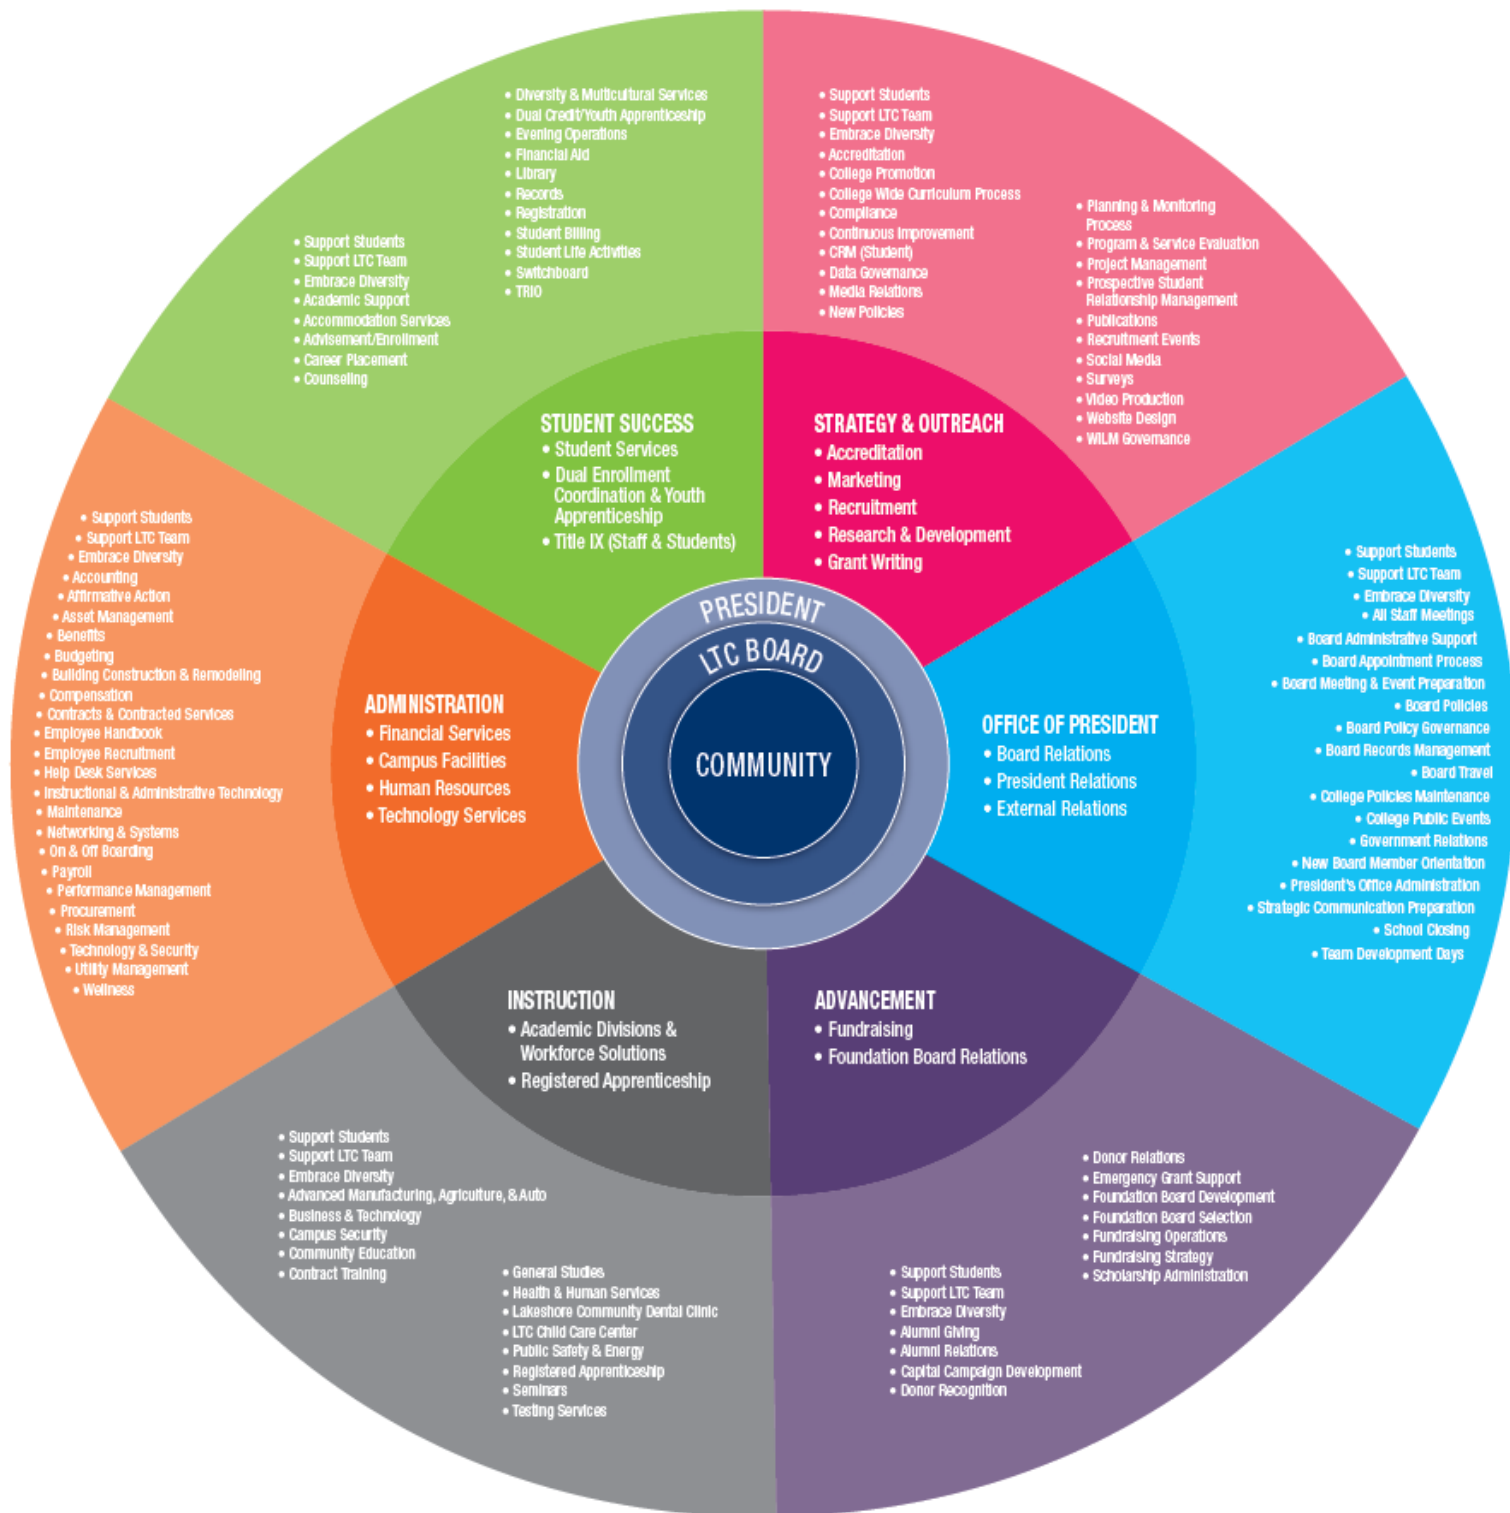 • Diversity & Multicultural Services
• Dual Credit/Youth Apprenticeship
• Evening Operations
• Financial Aid
• Library
• Records
• Registration
• Student Billing
• Student Life Activities
• Switchboard
• TRIO
• Support Students
• Support LTC Team
• Embrace Diversity
• Academic Support
• Accommodation Services
• Advisement/Enrollment
• Career Placement
• Counseling
STUDENT SUCCESS
• Student Services
• Dual Enrollment
Coordination & Youth
Apprenticeship
• Title IX (Staff & Students)
• Support Students
• Support LTC Team
• Embrace Diversity
• Accreditation
• College Promotion
• College Wide Curriculum Process
• Compliance
• Continuous Improvement
• CRM (Student)
• Data Governance
• Media Relations
• New Policies
• Planning & Monitoring
Process
• Program & Service Evaluation
• Project Management
• Prospective Student
Relationship Management
• Publications
• Recruitment Events
• Social Media
• Surveys
• Video Production
• Website Design
• WILM Governance
STRATEGY & OUTREACH
• Accreditation
• Marketing
• Recruitment
• Research & Development
• Grant Writing
• Support Students
• Support LTC Team
• Embrace Diversity
• Accounting
• Affirmative Action
• Asset Management
• Benefits
• Budgeting
• Building Construction & Remodeling
• Compensation
• Contracts & Contracted Services
• Employee Handbook
• Employee Recruitment
• Help Desk Services
• Instructional & Administrative Technology
• Maintenance
• Networking & Systems
• On & Off Boarding
• Payroll
• Performance Management
• Procurement
• Risk Management
• Technology & Security
• Utility Management
• Wellness
ADMINISTRATION
• Financial Services
• Campus Facilities
• Human Resources
• Technology Services
PRESIDENT
LTC BOARD
COMMUNITY
OFFICE OF PRESIDENT
• Board Relations
• President Relations
• External Relations
• Support Students
• Support LTC Team
• Embrace Diversity
• All Staff Meetings
• Board Administrative Support
• Board Appointment Process
• Board Meeting & Event Preparation
• Board Policies
• Board Policy Governance
• Board Records Management
• Board Travel
• College Policies Maintenance
• College Public Events
• Government Relations
• New Board Member Orientation
• President's Office Administration
• Strategic Communication Preparation
• School Closing
• Team Development Days
INSTRUCTION
• Academic Divisions &
Workforce Solutions
• Registered Apprenticeship
• Support Students
• Support LTC Team
• Embrace Diversity
• Advanced Manufacturing, Agriculture, & Auto
• Business & Technology
• Campus Security
• Community Education
• Contract Training
• General Studies
• Health & Human Services
• Lakeshore Community Dental Clinic
• LTC Child Care Center
• Public Safety & Energy
• Registered Apprenticeship
• Seminars
• Testing Services
ADVANCEMENT
• Fundraising
• Foundation Board Relations
• Support Students
• Support LTC Team
• Embrace Diversity
• Alumni Giving
• Alumni Relations
• Capital Campaign Development
• Donor Recognition
• Donor Relations
• Emergency Grant Support
• Foundation Board Development
• Foundation Board Selection
• Fundraising Operations
• Fundraising Strategy
• Scholarship Administration